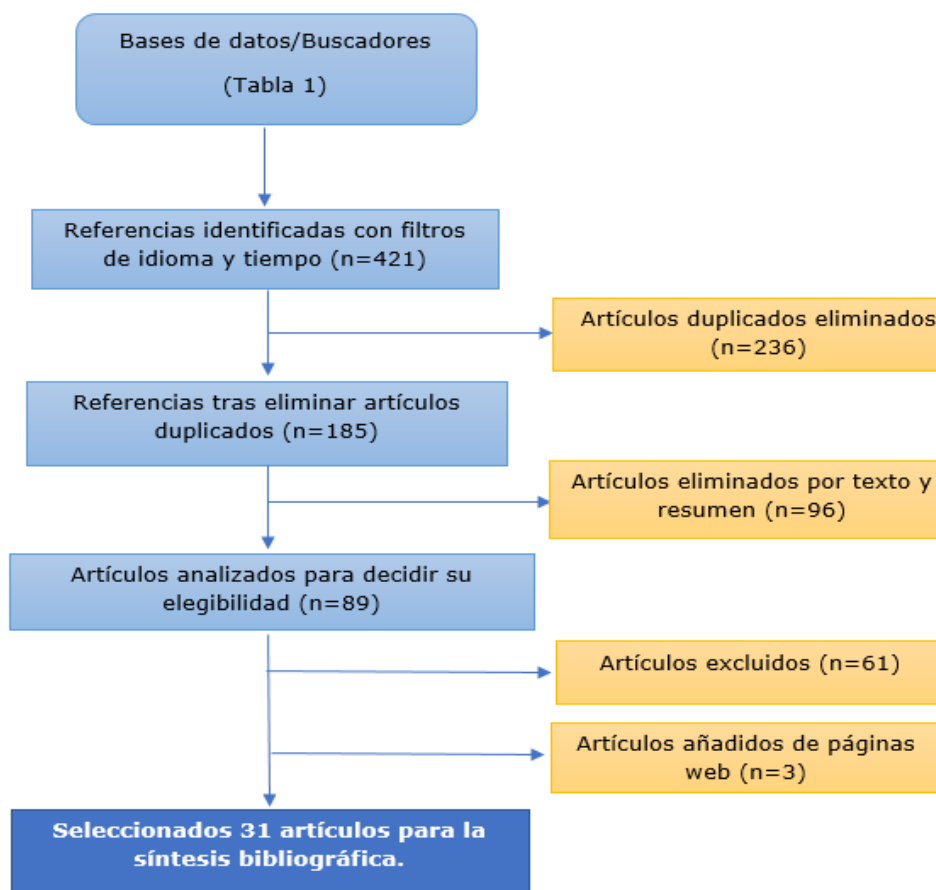 Bases de datos/Buscadores
(Tabla 1)
Referencias identificadas con filtros
de idioma y tiempo (n=421)
Artículos duplicados eliminados
(n=236)
Referencias tras eliminar artículos
duplicados (n=185)
Artículos eliminados por texto y
resumen (n=96)
Artículos analizados para decidir su
elegibilidad (n=89)
Artículos excluidos (n=61)
Artículos añadidos de páginas
web (n=3)
Seleccionados 31 artículos para la
síntesis bibliográfica.